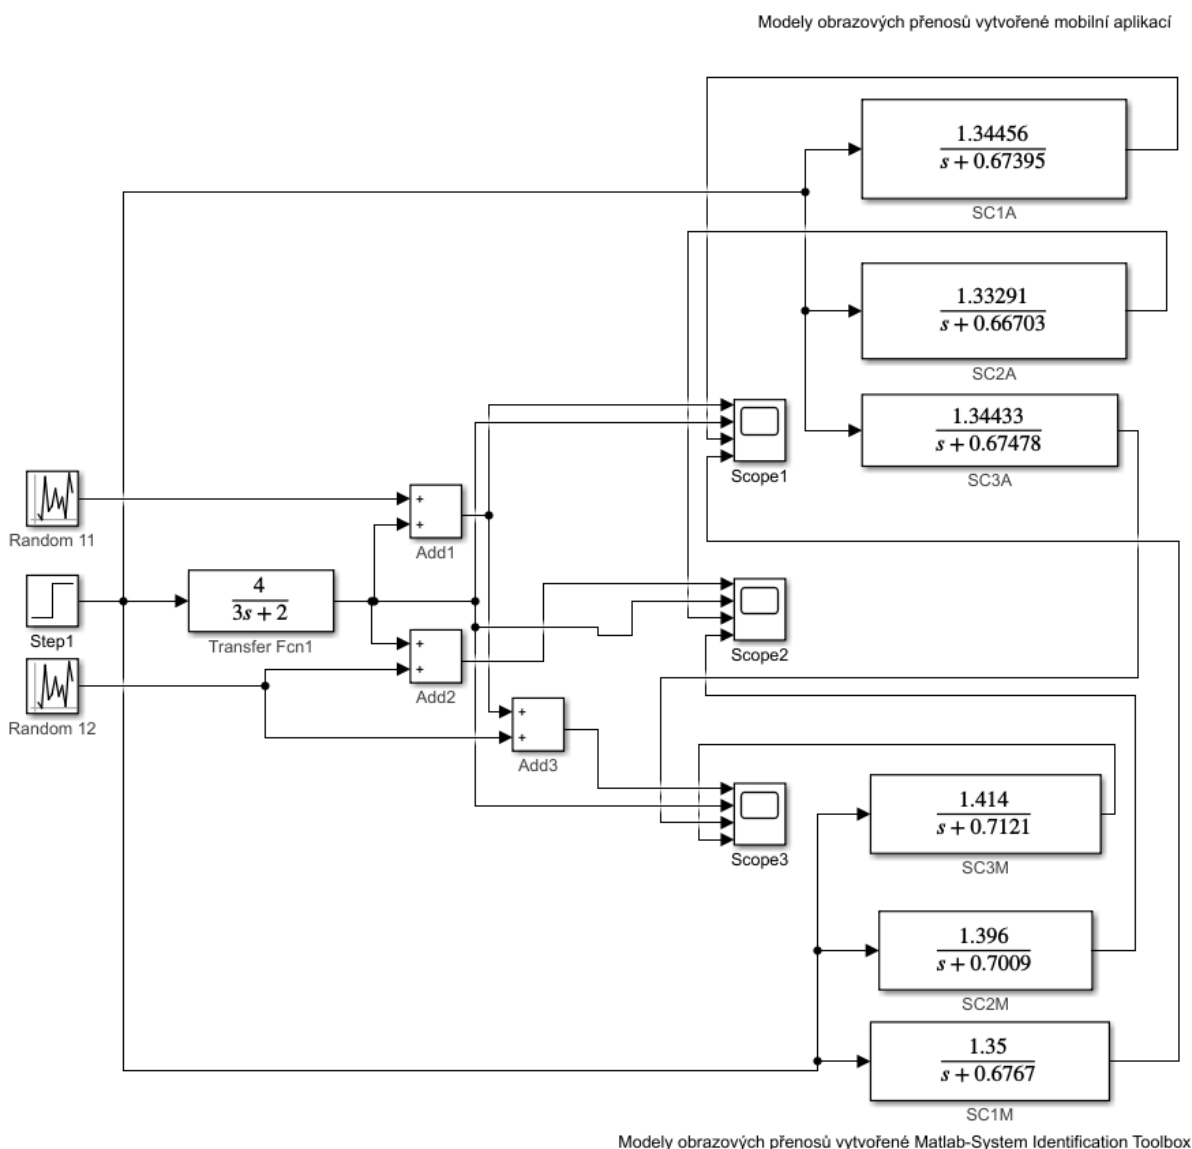 Modely obrazových přenosů vytvořené mobilní aplikací
1.34456
s + 0.67395
SC1A
1.33291
s + 0.66703
SC2A
1.34433
s + 0.67478
SC3A
Scope1
Random 11
+
+
Add1
Step1
4
3s + 2
Transfer Fcn1
+
+
Add2
Scope2
Random 12
+
+
Add3
Scope3
1.414
s + 0.7121
SC3M
1.396
s + 0.7009
SC2M
1.35
s + 0.6767
SC1M
Modely obrazových přenosů vytvořené Matlab-System Identification Toolbox